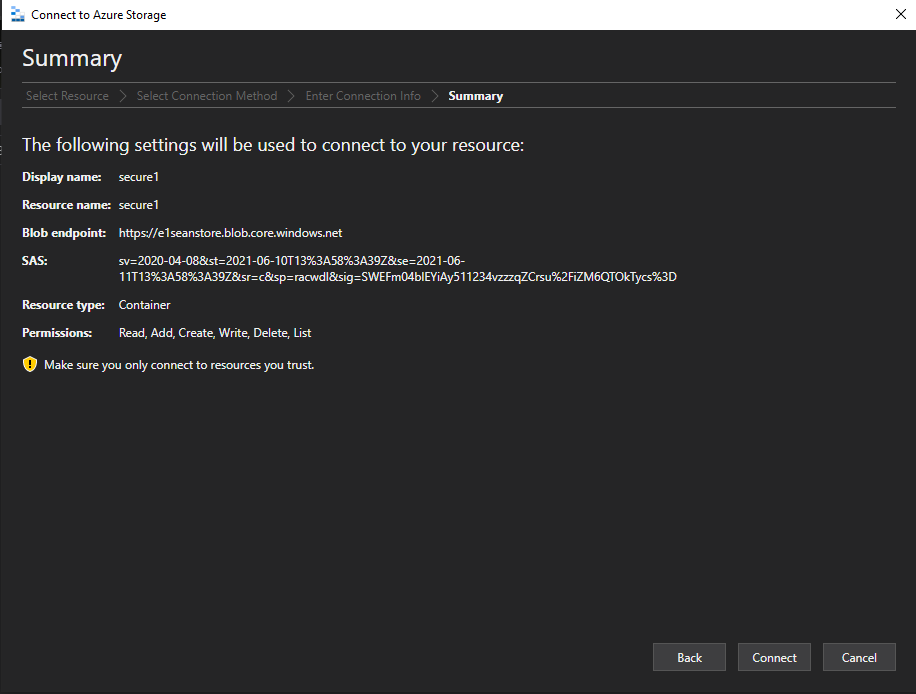 Connect to Azure Storage
Summary
Select Resource > Select Connection Method > Enter Connection Info > Summary
The following settings will be used to connect to your resource:
Display name: secure1
Resource name: secure1
Blob endpoint: https://e1seanstore.blob.core.windows.net
SAS: sv=2020-04-08&st=2021-06-10T13%3A58%3A39Z&se=2021-06-
11T13%3A58%3A39Z&sr=c&sp=racwdl&sig=SWEFm04blEYiAy511234vzzzqZCrsu%2FiZM6QTOkTycs%3D
Resource type: Container
Permissions: Read, Add, Create, Write, Delete, List
Make sure you only connect to resources you trust.
Back Connect Cancel